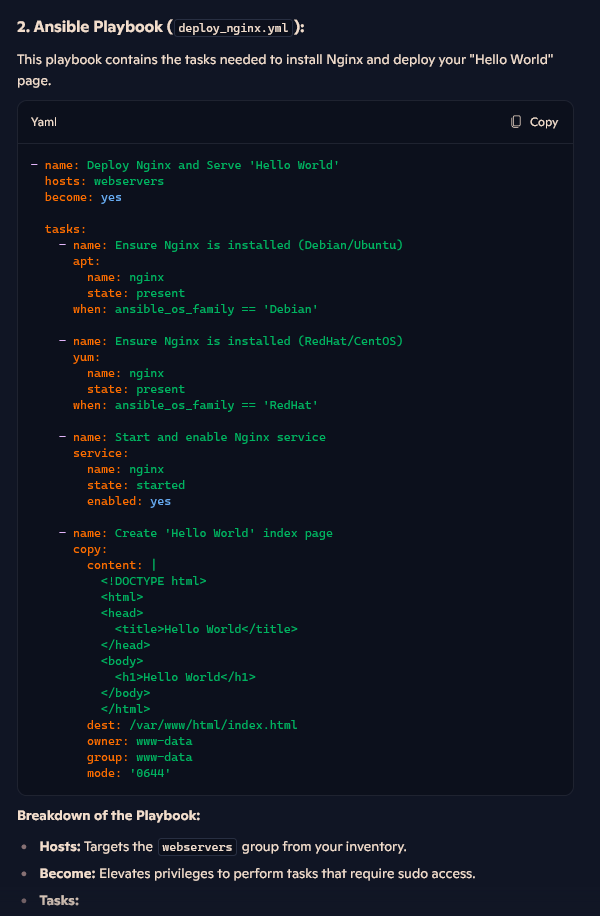 2. Ansible Playbook (deploy_nginx.yml):
This playbook contains the tasks needed to install Nginx and deploy your "Hello World"
page.
Yaml
Copy
- name: Deploy Nginx and Serve 'Hello World'
  hosts: webservers
  become: yes

  tasks:
    - name: Ensure Nginx is installed (Debian/Ubuntu)
      apt:
        name: nginx
        state: present
      when: ansible_os_family == 'Debian'

    - name: Ensure Nginx is installed (RedHat/CentOS)
      yum:
        name: nginx
        state: present
      when: ansible_os_family == 'RedHat'

    - name: Start and enable Nginx service
      service:
        name: nginx
        state: started
        enabled: yes

    - name: Create 'Hello World' index page
      copy:
        content: |
          <!DOCTYPE html>
          <html>
          <head>
            <title>Hello World</title>
          </head>
          <body>
            <h1>Hello World</h1>
          </body>
          </html>
        dest: /var/www/html/index.html
        owner: www-data
        group: www-data
        mode: '0644'
Breakdown of the Playbook:
• Hosts: Targets the webservers group from your inventory.
• Become: Elevates privileges to perform tasks that require sudo access.
• Tasks: